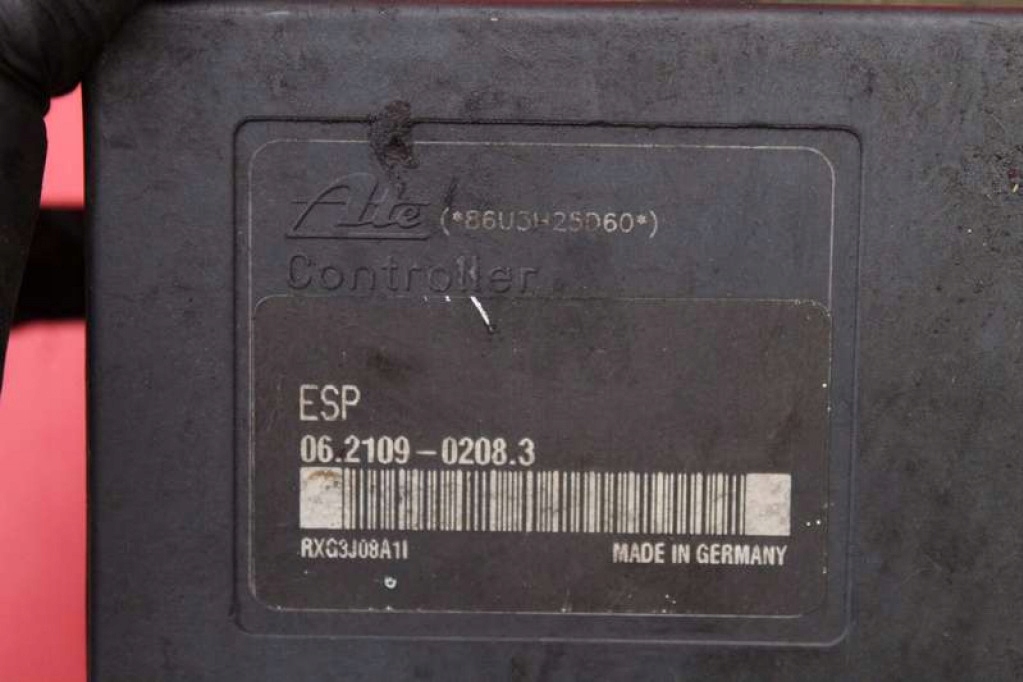 Ate (*86U3H25D60*)
Controller
ESP
06.2109-0208.3
RXG3J08A1I
MADE IN GERMANY